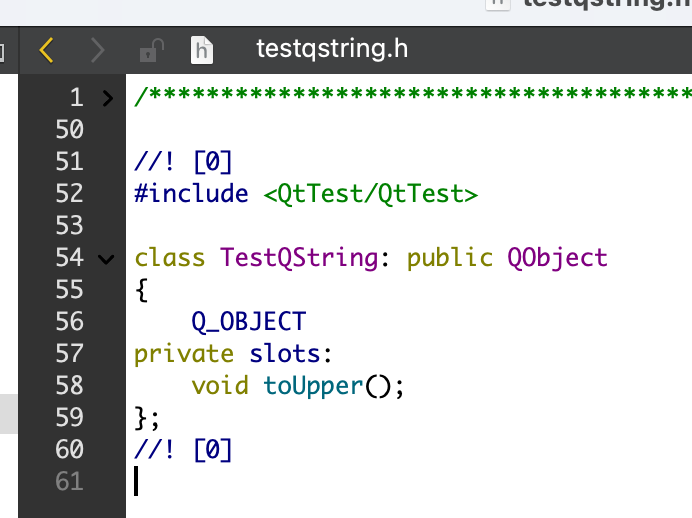 testqstring.h
h testqstring.h
1 /**************************************
50
51 //! [0]
52 #include <QtTest/QtTest>
53
54 class TestQString: public QObject
55 {
56     Q_OBJECT
57 private slots:
58     void toUpper();
59 };
60 //! [0]
61